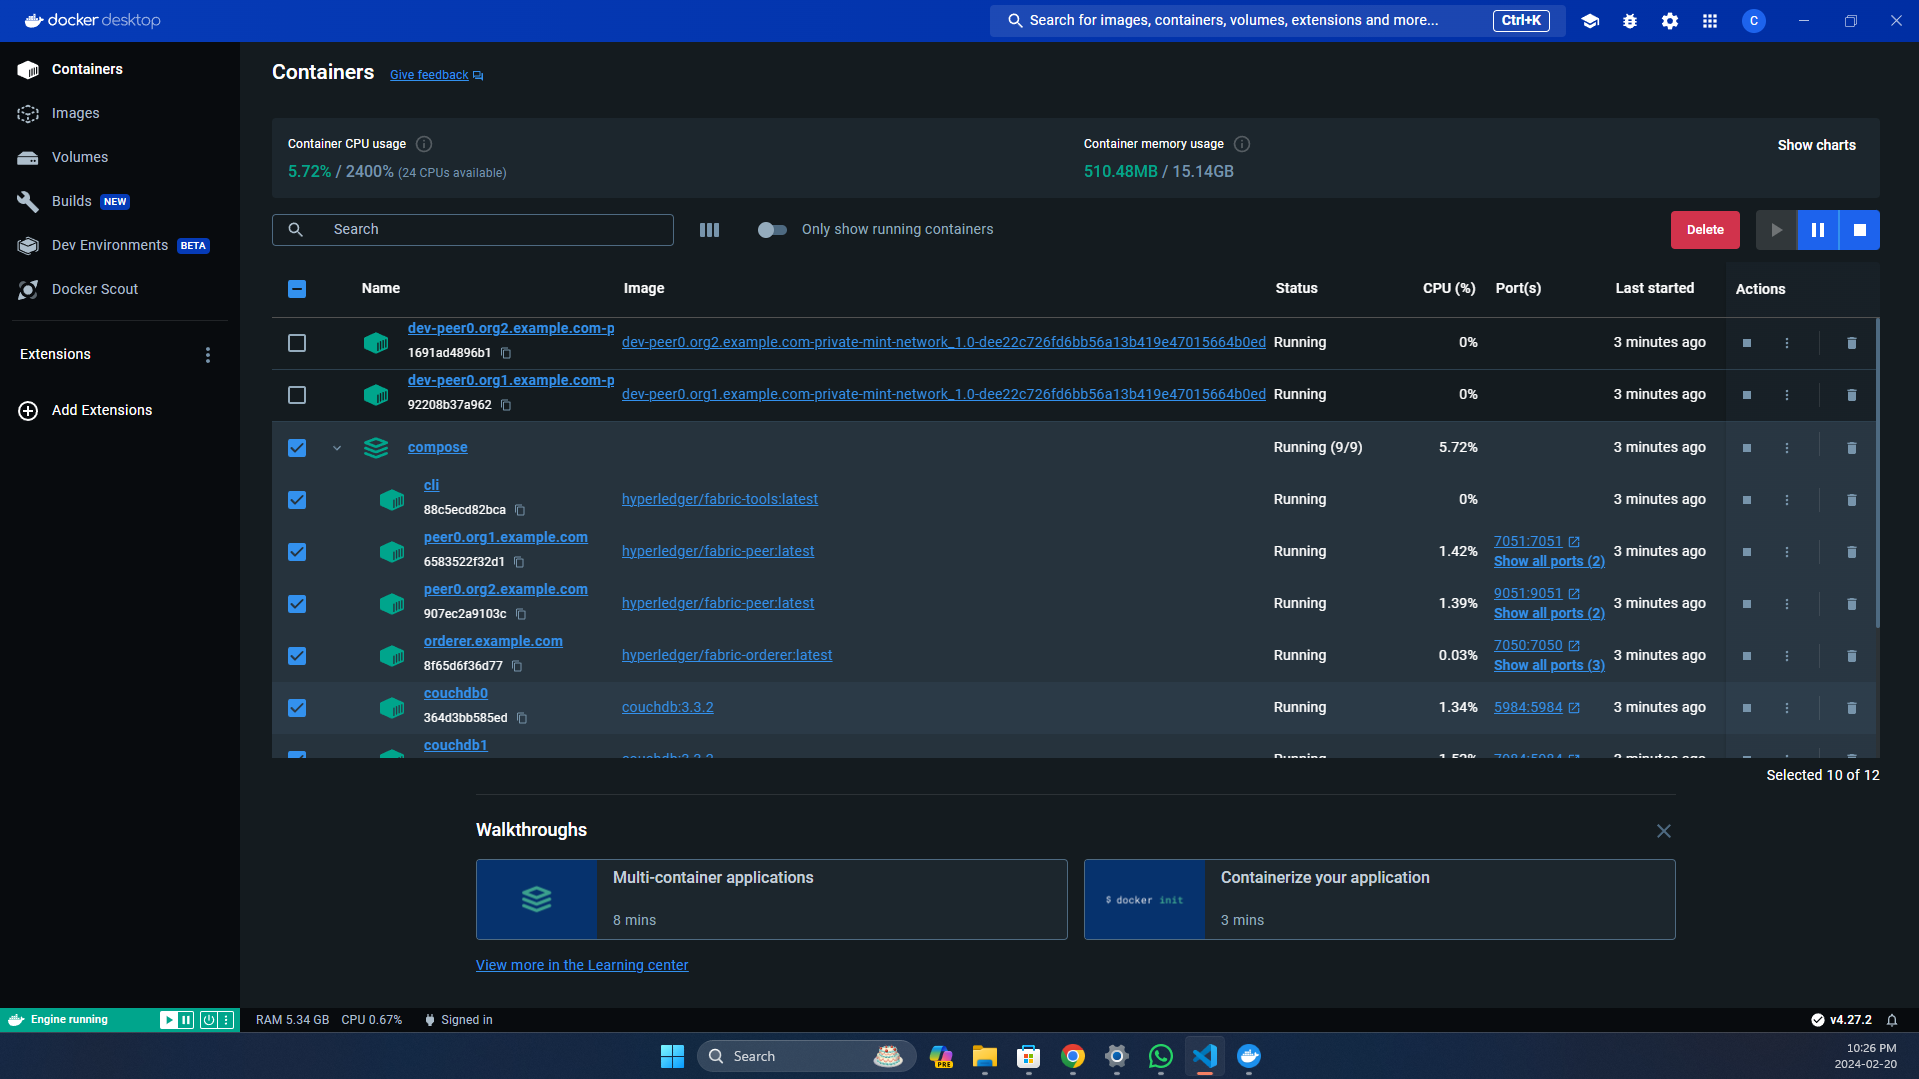 docker desktop
Search for images, containers, volumes, extensions and more...
Ctrl+K
C
Containers
Images
Volumes
Builds NEW
Dev Environments BETA
Docker Scout
Extensions
Add Extensions
Containers Give feedback
Container CPU usage
5.72% / 2400% (24 CPUs available)
Container memory usage
510.48MB / 15.14GB
Show charts
Search
Only show running containers
Delete
Name Image Status CPU (%) Port(s) Last started Actions
dev-peer0.org2.example.com-p
1691ad4896b1
dev-peer0.org2.example.com-private-mint-network_1.0-dee22c726fd6bb56a13b419e47015664b0ed Running 0% 3 minutes ago
dev-peer0.org1.example.com-p
92208b37a962
dev-peer0.org1.example.com-private-mint-network_1.0-dee22c726fd6bb56a13b419e47015664b0ed Running 0% 3 minutes ago
compose Running (9/9) 5.72% 3 minutes ago
cli
88c5ecd82bca
hyperledger/fabric-tools:latest Running 0% 3 minutes ago
peer0.org1.example.com
6583522f32d1
hyperledger/fabric-peer:latest Running 1.42% 7051:7051 3 minutes ago
Show all ports (2)
peer0.org2.example.com
907ec2a9103c
hyperledger/fabric-peer:latest Running 1.39% 9051:9051 3 minutes ago
Show all ports (2)
orderer.example.com
8f65d6f36d77
hyperledger/fabric-orderer:latest Running 0.03% 7050:7050 3 minutes ago
Show all ports (3)
couchdb0
364d3bb585ed
couchdb:3.3.2 Running 1.34% 5984:5984 3 minutes ago
couchdb1
Selected 10 of 12
Walkthroughs
Multi-container applications
8 mins
$ docker init
Containerize your application
3 mins
View more in the Learning center
Engine running
RAM 5.34 GB CPU 0.67% Signed in
v4.27.2
Search
PRE
10:26 PM
2024-02-20